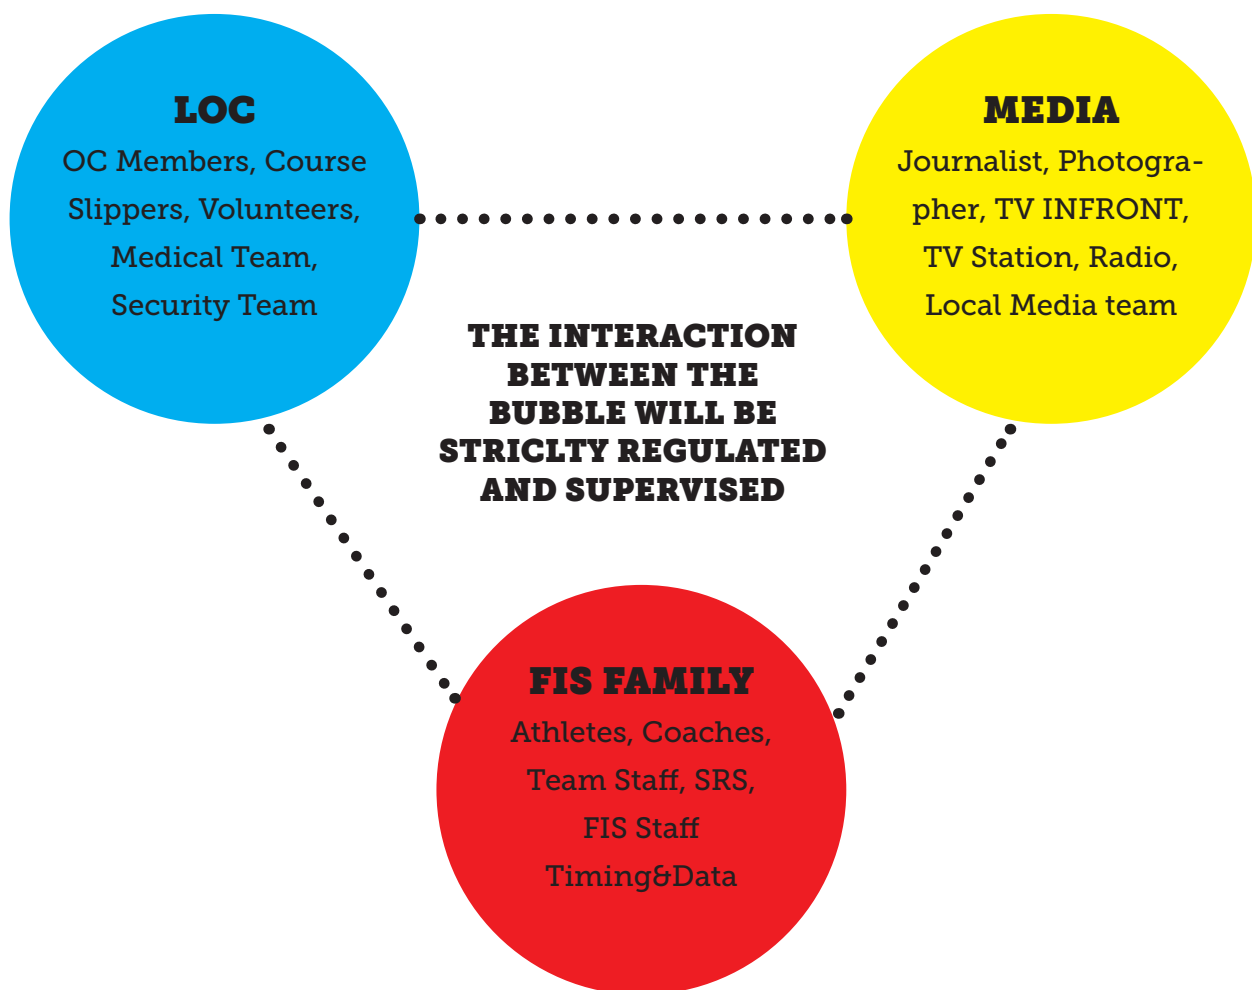 LOC
OC Members, Course
Slippers, Volunteers,
Medical Team,
Security Team
MEDIA
Journalist, Photogra-
pher, TV INFRONT,
TV Station, Radio,
Local Media team
THE INTERACTION
BETWEEN THE
BUBBLE WILL BE
STRICLTY REGULATED
AND SUPERVISED
FIS FAMILY
Athletes, Coaches,
Team Staff, SRS,
FIS Staff
Timing&Data